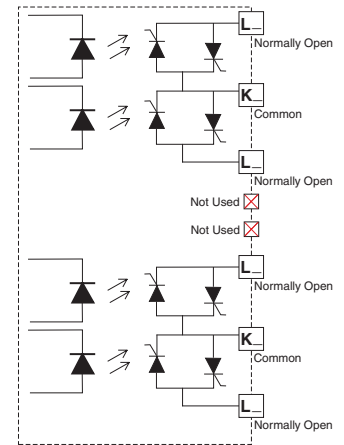 L_
Normally Open
K_
Common
L_
Normally Open
Not Used
Not Used
L_
Normally Open
K_
Common
L_
Normally Open